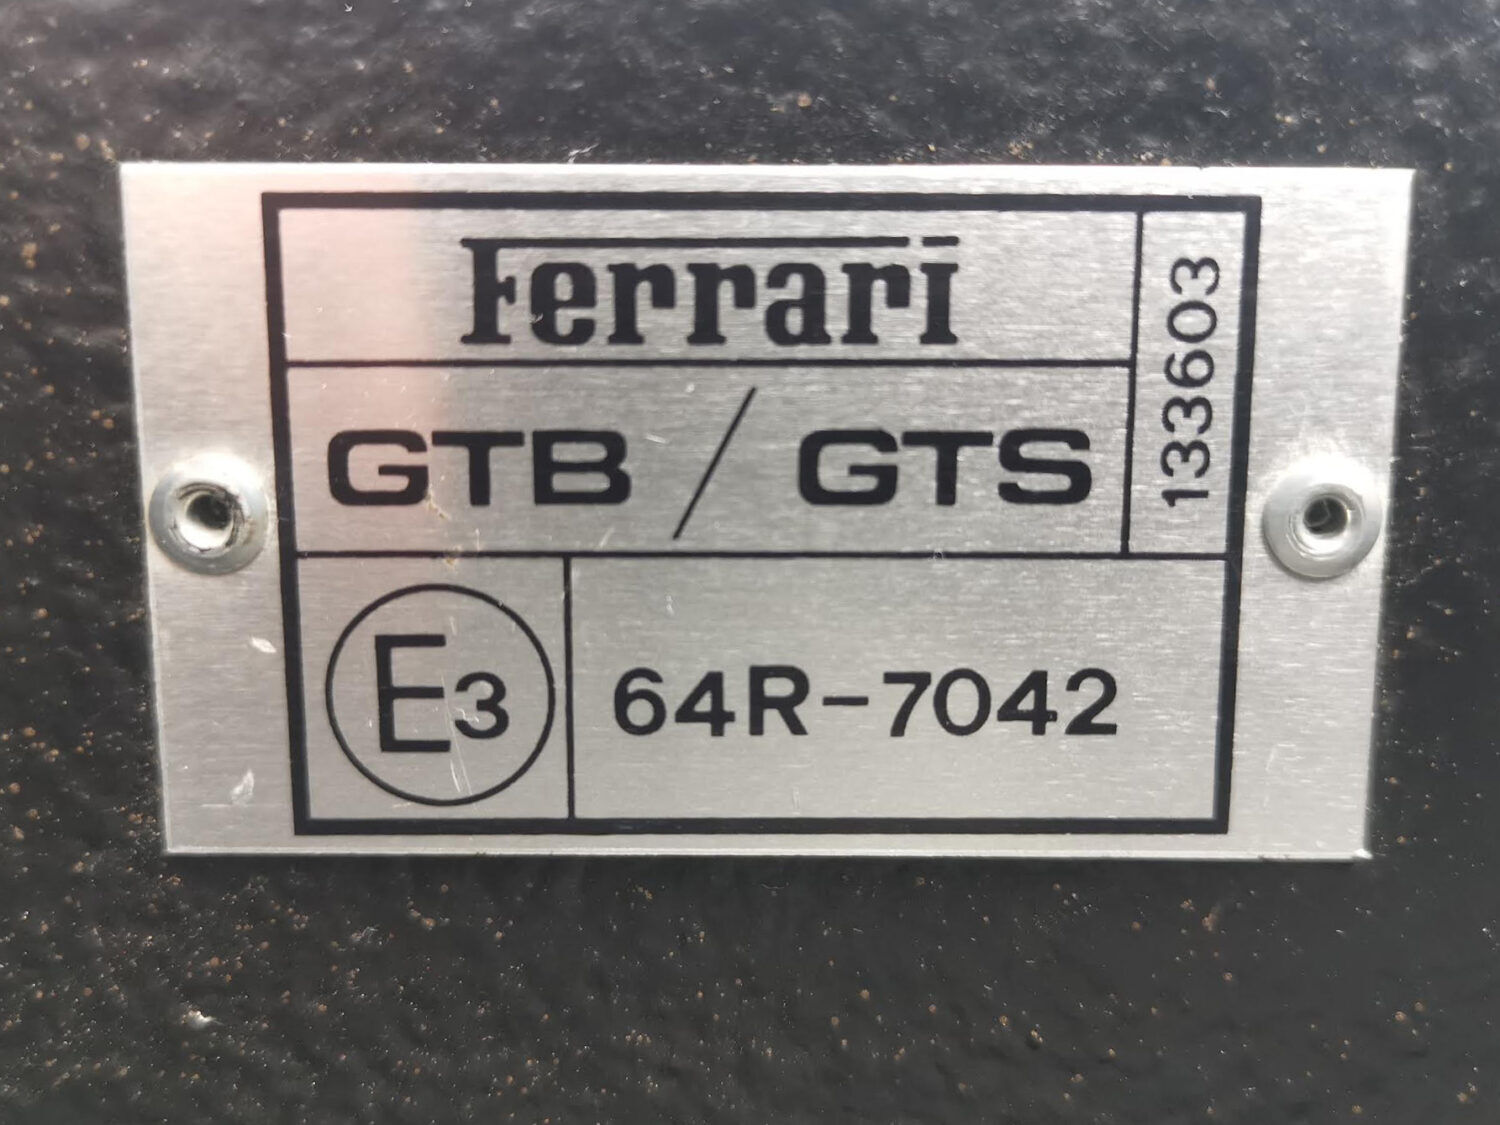 Ferrari
GTB / GTS
133603
E3
64R-7042